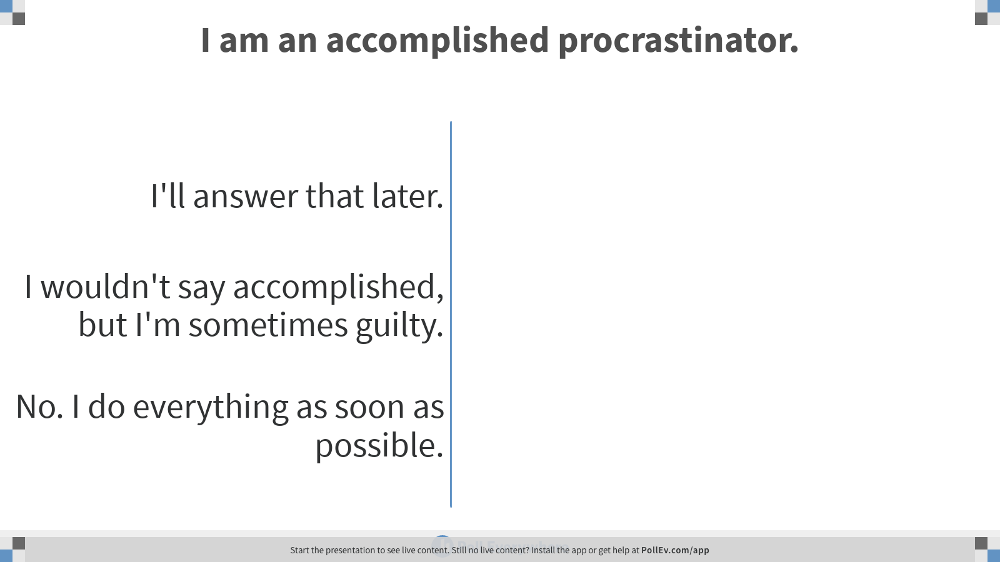 I am an accomplished procrastinator.
I'll answer that later.
I wouldn't say accomplished,
but I'm sometimes guilty.
No. I do everything as soon as
possible.
Start the presentation to see live content. Still no live content? Install the app or get help at PollEv.com/app